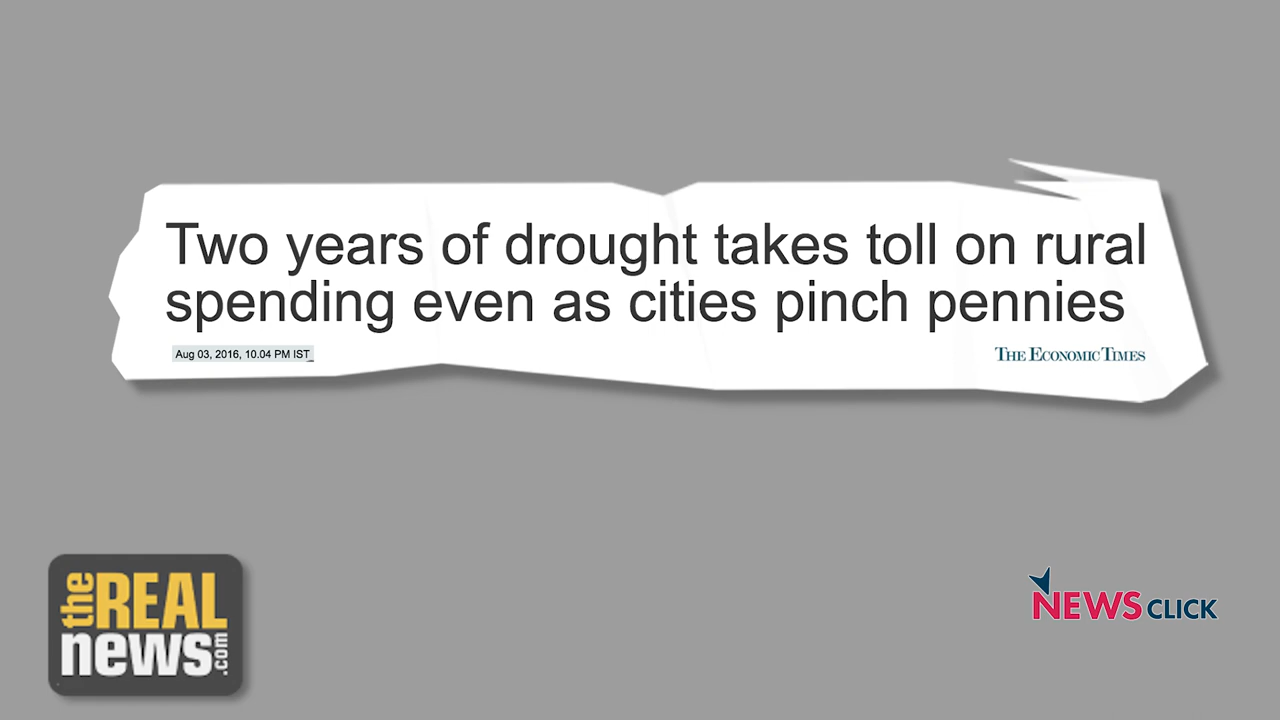 Two years of drought takes toll on rural
spending even as cities pinch pennies
Aug 03, 2016, 10.04 PM IST_
THE ECONOMIC TIMES
the REAL
news.com
NEWS CLICK